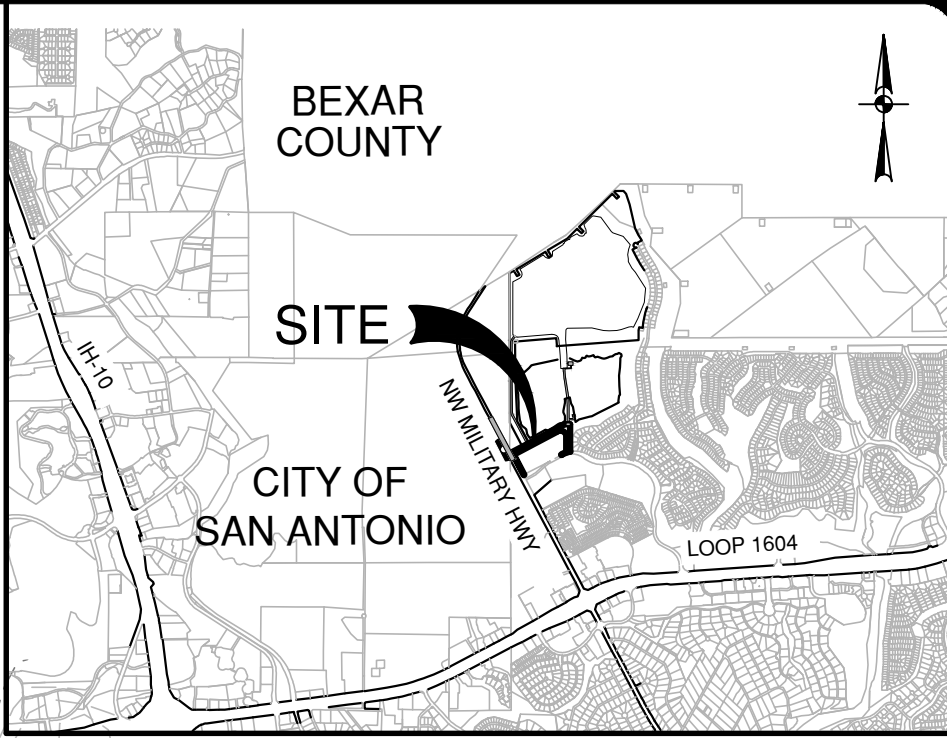 BEXAR
COUNTY
SITE
IH-10
NW MILITARY HWY
CITY OF
SAN ANTONIO
LOOP 1604